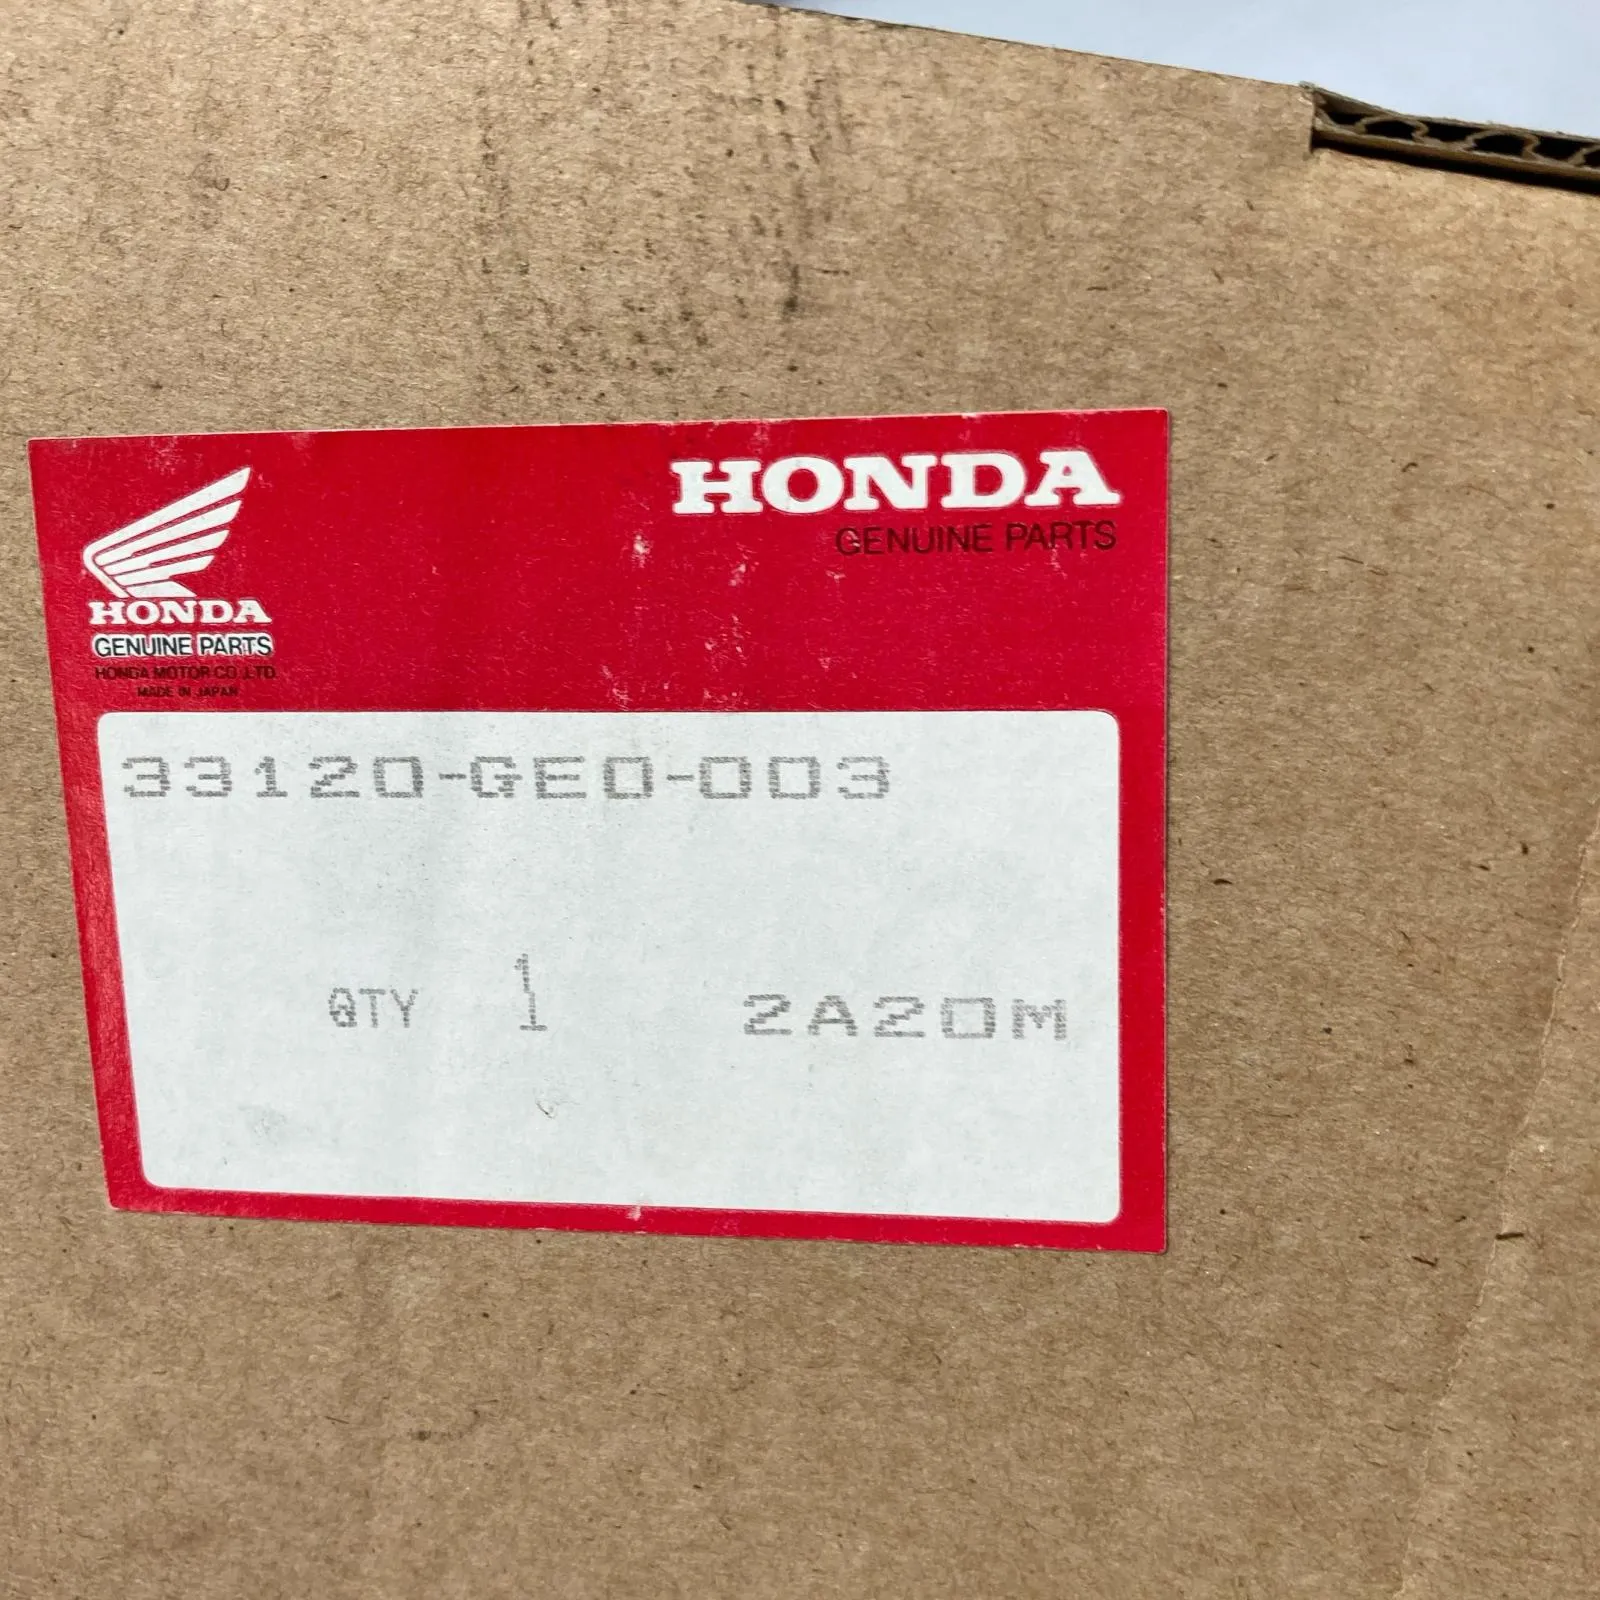 HONDA
GENUINE PARTS
HONDA
GENUINE PARTS
HONDA MOTOR CO.,LTD.
MADE IN JAPAN
33120-GE0-003
QTY 1 2A20M